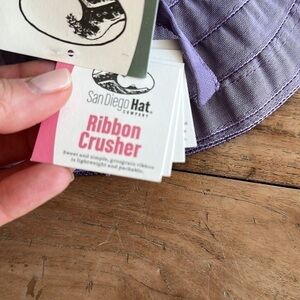 San Diego Hat.
COMPANY
Ribbon
Crusher
Sweet and simple, grosgrain ribbon
is lightweight and packable.